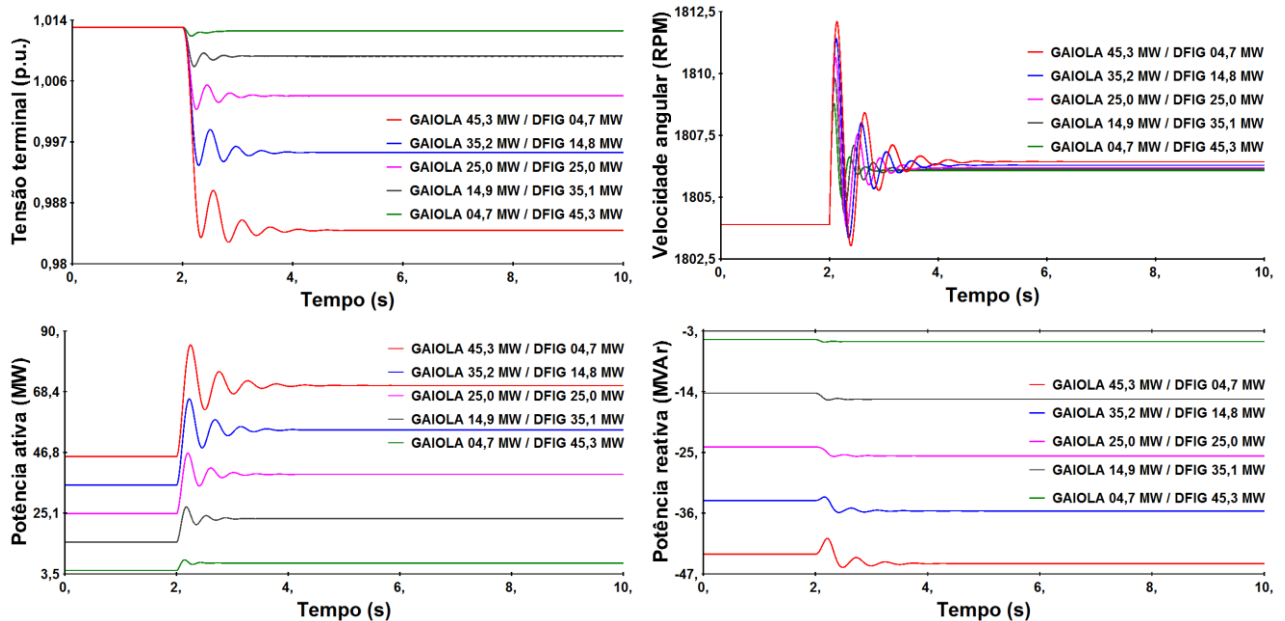 Tensão terminal (p.u.)
1,014
1,006
0,997
0,988
0,98
GAIOLA 45,3 MW / DFIG 04,7 MW
GAIOLA 35,2 MW / DFIG 14,8 MW
GAIOLA 25,0 MW / DFIG 25,0 MW
GAIOLA 14,9 MW / DFIG 35,1 MW
GAIOLA 04,7 MW / DFIG 45,3 MW
0, 2, 4, 6, 8, 10,
Tempo (s)
Velocidade angular (RPM)
1812,5
1810,
1807,5
1805,
1802,5
GAIOLA 45,3 MW / DFIG 04,7 MW
GAIOLA 35,2 MW / DFIG 14,8 MW
GAIOLA 25,0 MW / DFIG 25,0 MW
GAIOLA 14,9 MW / DFIG 35,1 MW
GAIOLA 04,7 MW / DFIG 45,3 MW
0, 2, 4, 6, 8, 10,
Tempo (s)
Potência ativa (MW)
90,
68,4
46,8
25,1
3,5
GAIOLA 45,3 MW / DFIG 04,7 MW
GAIOLA 35,2 MW / DFIG 14,8 MW
GAIOLA 25,0 MW / DFIG 25,0 MW
GAIOLA 14,9 MW / DFIG 35,1 MW
GAIOLA 04,7 MW / DFIG 45,3 MW
0, 2, 4, 6, 8, 10,
Tempo (s)
Potência reativa (MVAr)
-3,
-14,
-25,
-36,
-47,
GAIOLA 45,3 MW / DFIG 04,7 MW
GAIOLA 35,2 MW / DFIG 14,8 MW
GAIOLA 25,0 MW / DFIG 25,0 MW
GAIOLA 14,9 MW / DFIG 35,1 MW
GAIOLA 04,7 MW / DFIG 45,3 MW
0, 2, 4, 6, 8, 10,
Tempo (s)